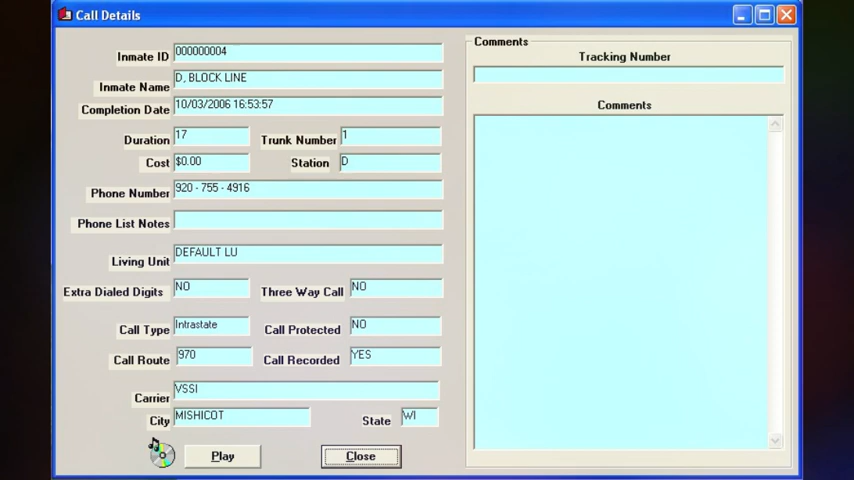 Call Details
Inmate ID 000000004
Inmate Name D, BLOCK LINE
Completion Date 10/03/2006 16:53:57
Duration 17 Trunk Number 1
Cost $0.00 Station D
Phone Number 920 - 755 - 4916
Phone List Notes
Living Unit DEFAULT LU
Extra Dialed Digits NO Three Way Call NO
Call Type Intrastate Call Protected NO
Call Route 970 Call Recorded YES
Carrier VSSI
City MISHICOT State WI
Play Close
Comments
Tracking Number
Comments